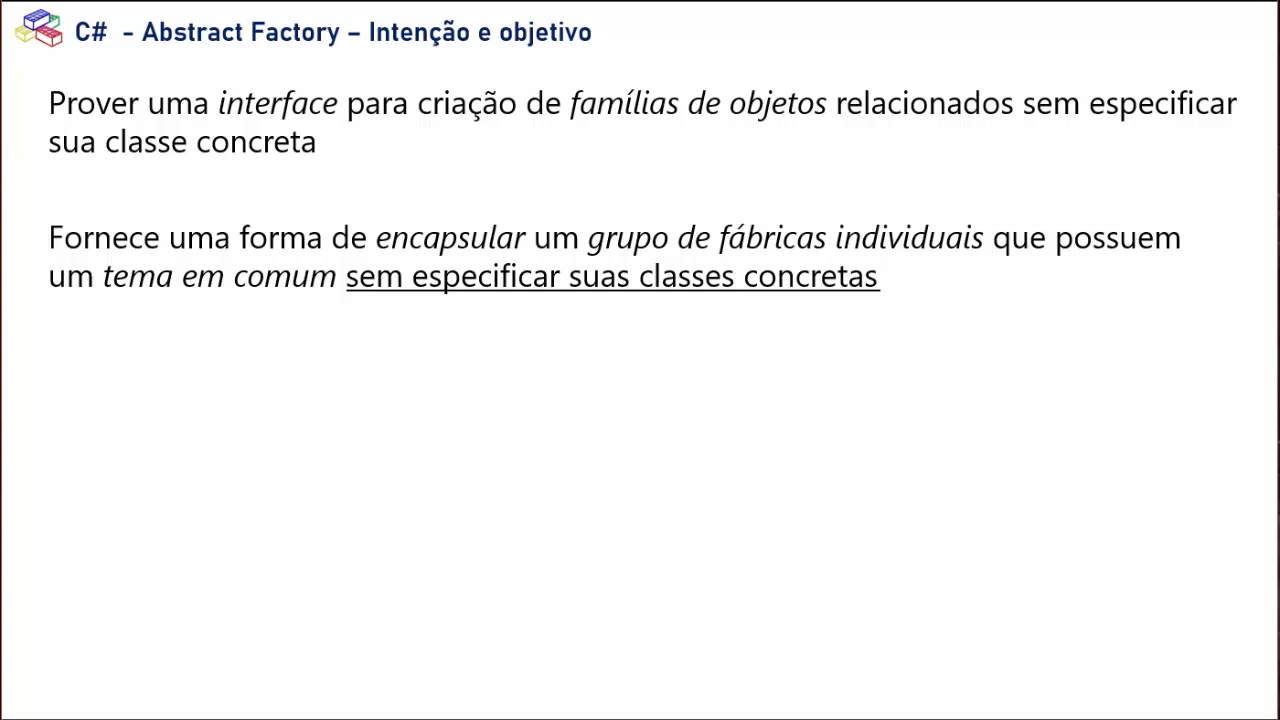 C# - Abstract Factory – Intenção e objetivo
Prover uma interface para criação de famílias de objetos relacionados sem especificar
sua classe concreta
Fornece uma forma de encapsular um grupo de fábricas individuais que possuem
um tema em comum sem especificar suas classes concretas